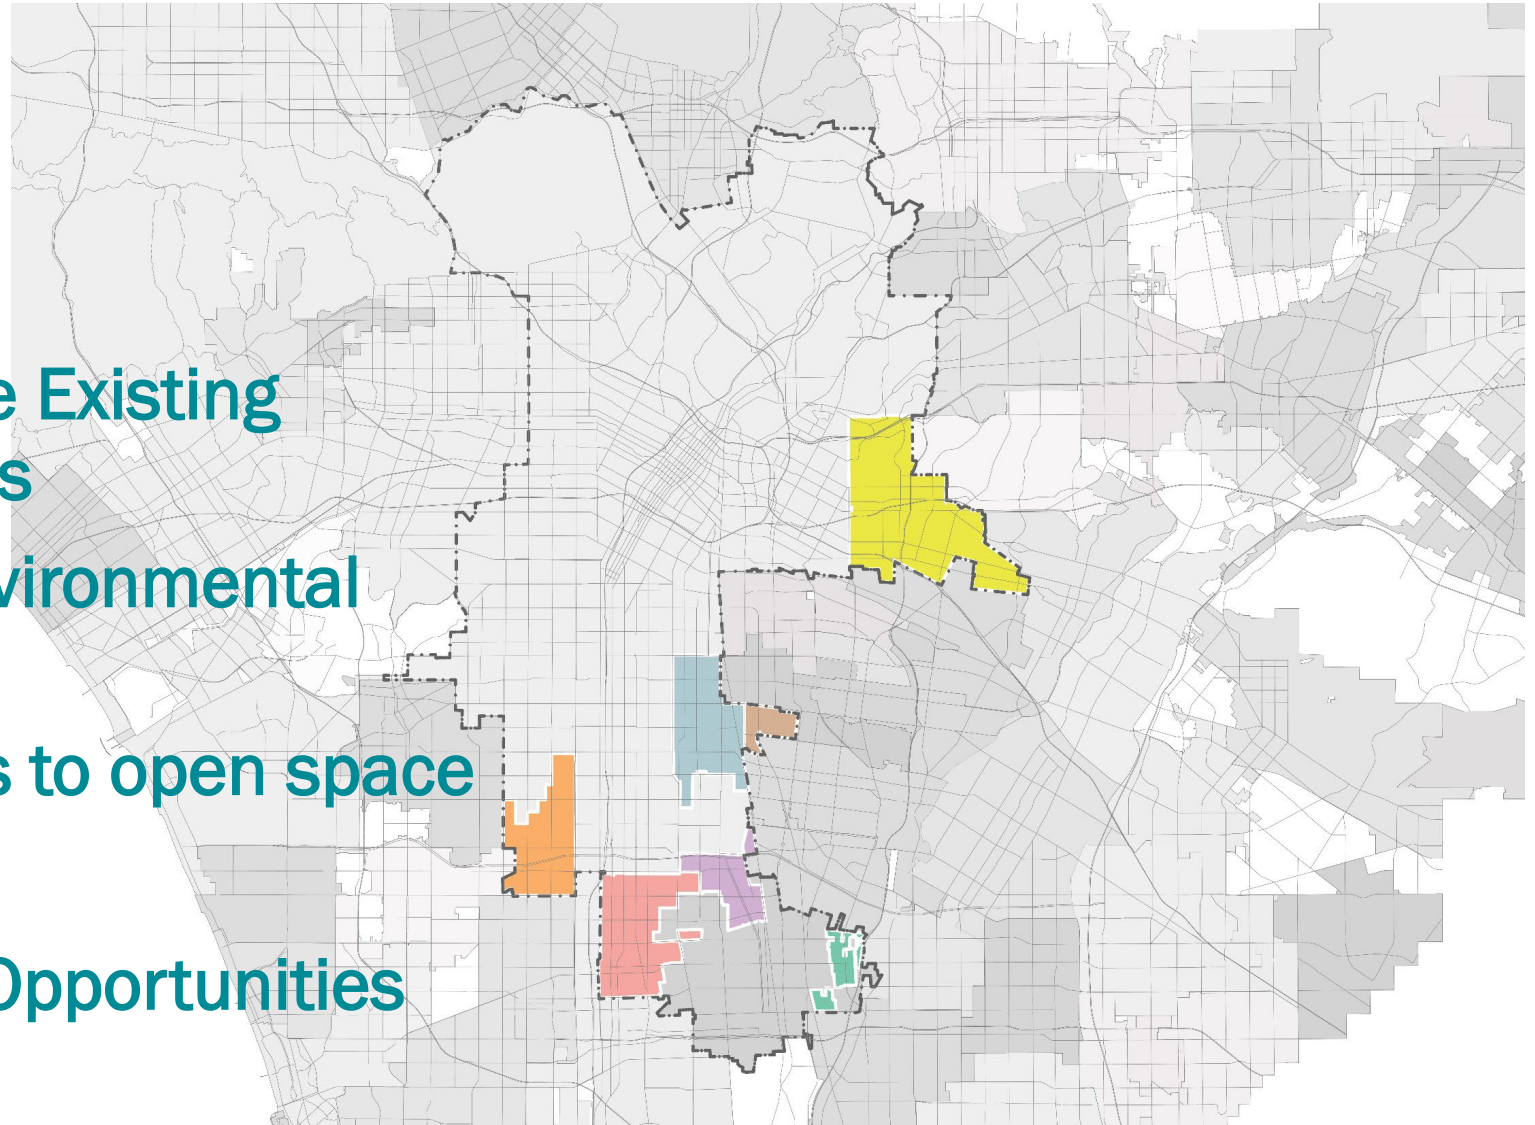 e Existing
s
vironmental
s to open space
Opportunities